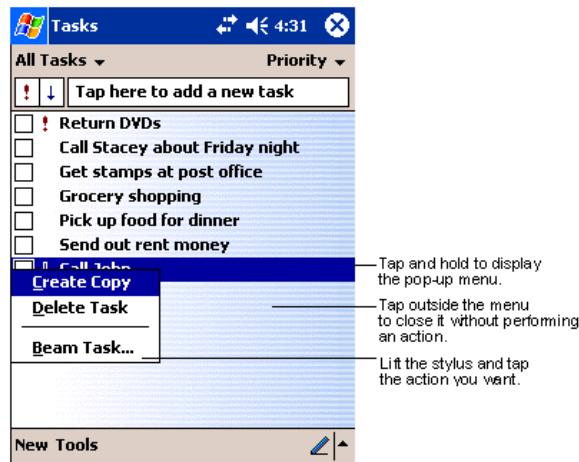 Tasks 4:31
All Tasks Priority
! ↓ Tap here to add a new task
! Return DVDs
Call Stacey about Friday night
Get stamps at post office
Grocery shopping
Pick up food for dinner
Send out rent money
Call John
Create Copy
Delete Task
Beam Task...
Tap and hold to display
the pop-up menu.
Tap outside the menu
to close it without performing
an action.
Lift the stylus and tap
the action you want.
New Tools